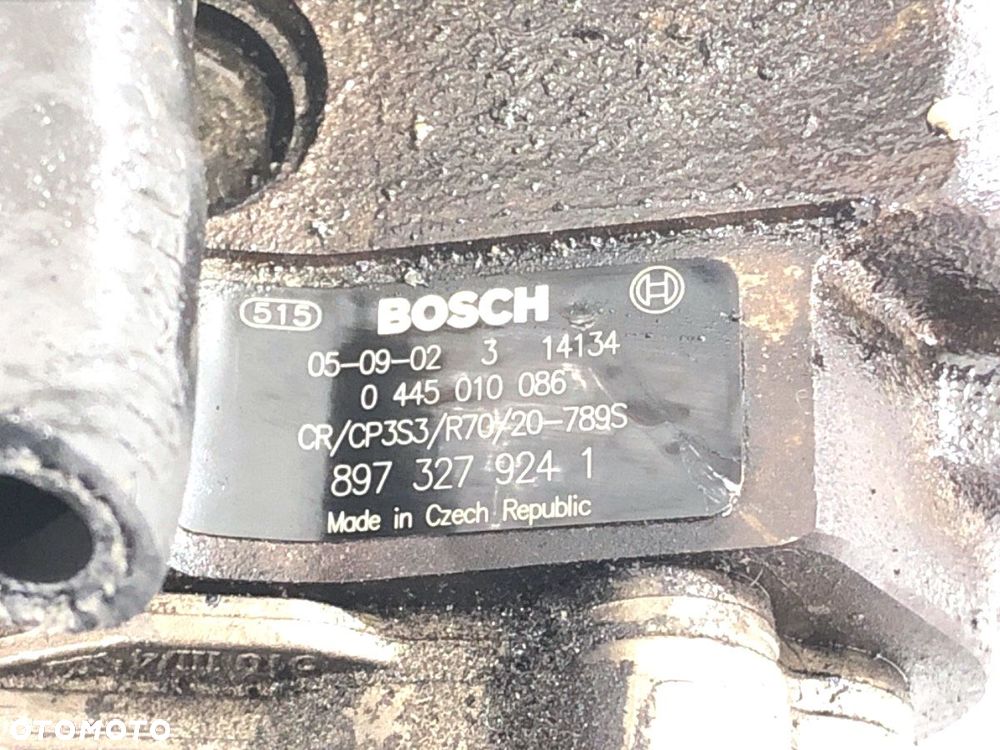 515 BOSCH H
05-09-02 3 14134
0 445 010 086
CR/CP3S3/R70/20-789S
897 327 924 1
Made in Czech Republic
OTOMOTO